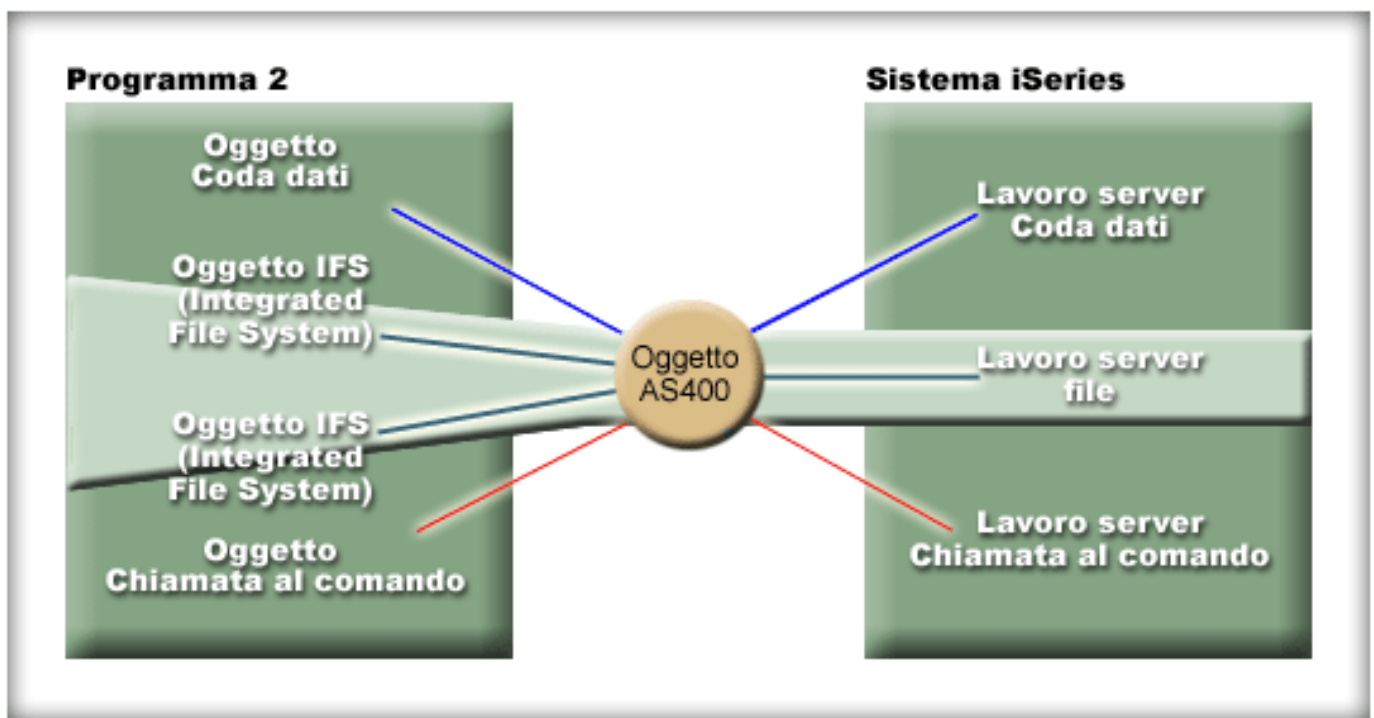 Programma 2
Oggetto
Coda dati
Oggetto IFS
(Integrated
File System)
Oggetto IFS
(Integrated
File System)
Oggetto
Chiamata al comando
Oggetto
AS400
Sistema iSeries
Lavoro server
Coda dati
Lavoro server
file
Lavoro server
Chiamata al comando